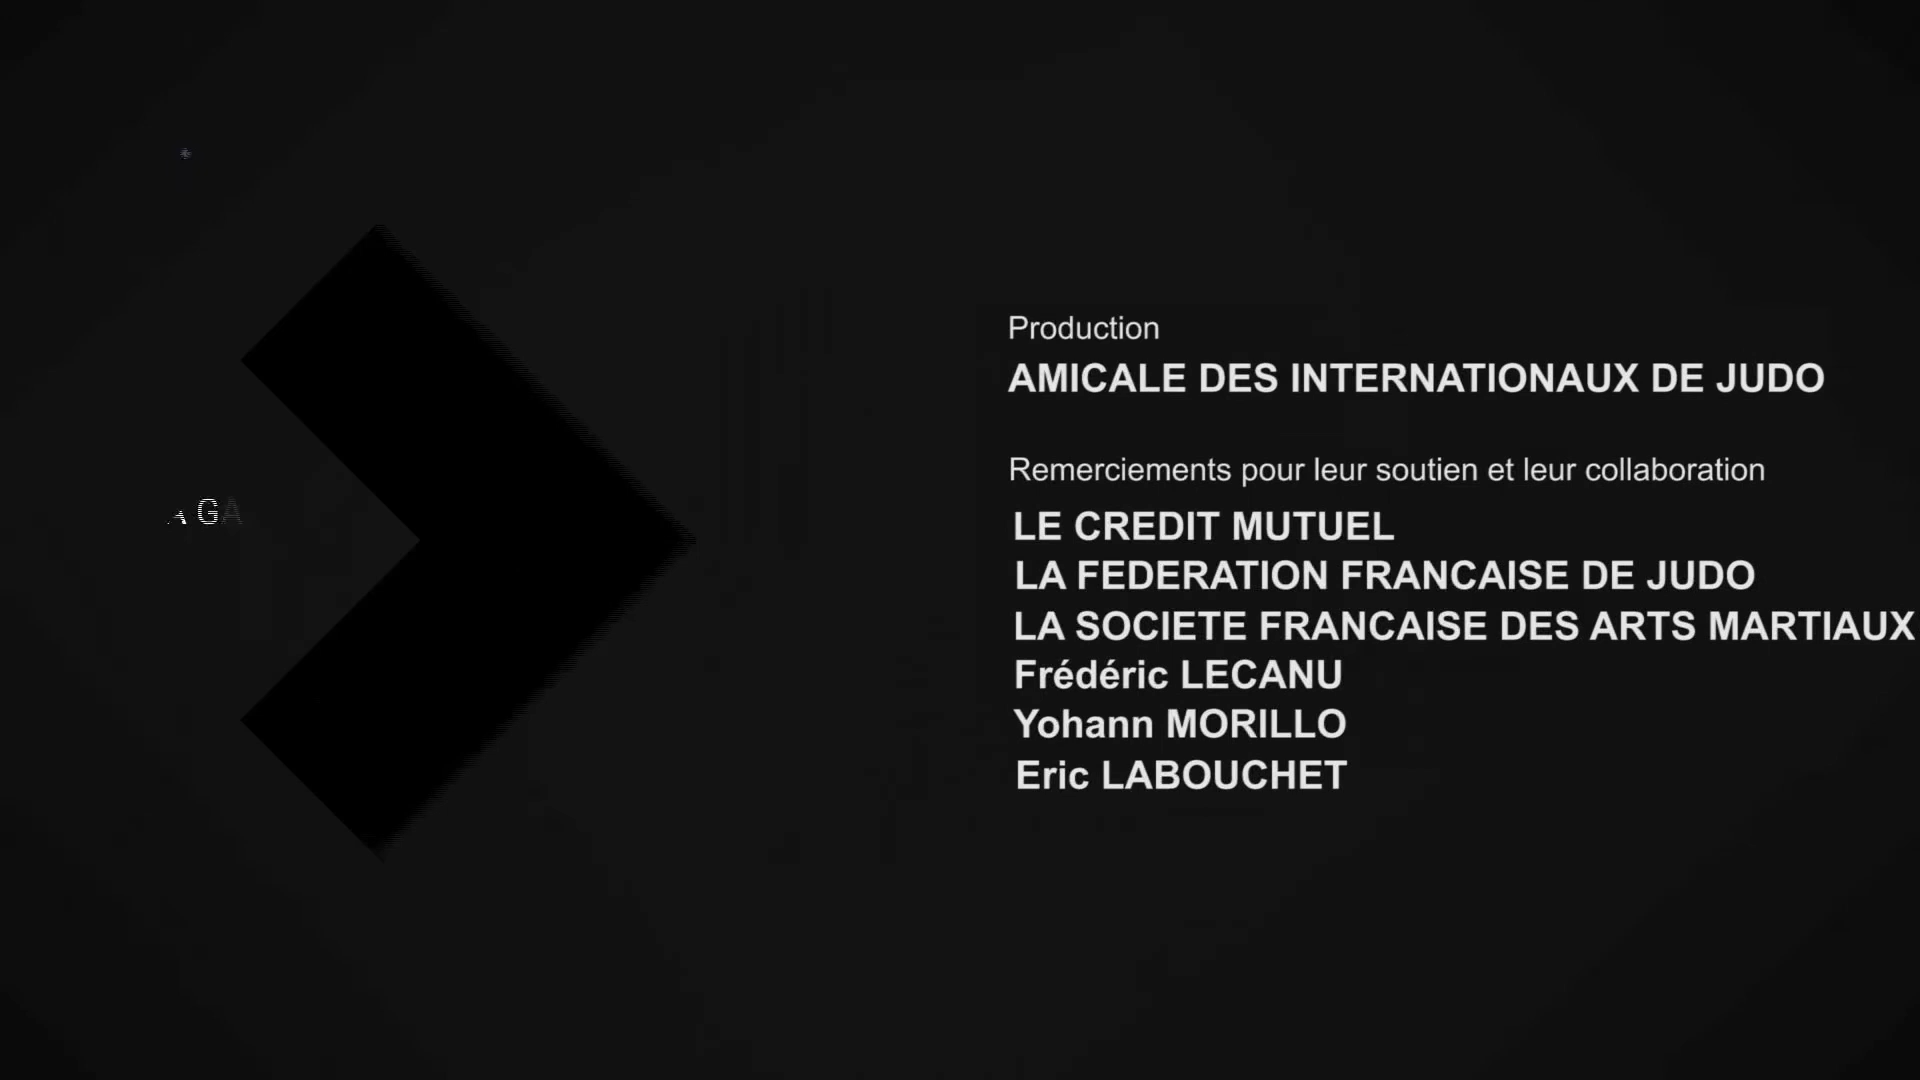 Production
AMICALE DES INTERNATIONAUX DE JUDO
Remerciements pour leur soutien et leur collaboration
LE CREDIT MUTUEL
LA FEDERATION FRANCAISE DE JUDO
LA SOCIETE FRANCAISE DES ARTS MARTIAUX
Frédéric LECANU
Yohann MORILLO
Eric LABOUCHET